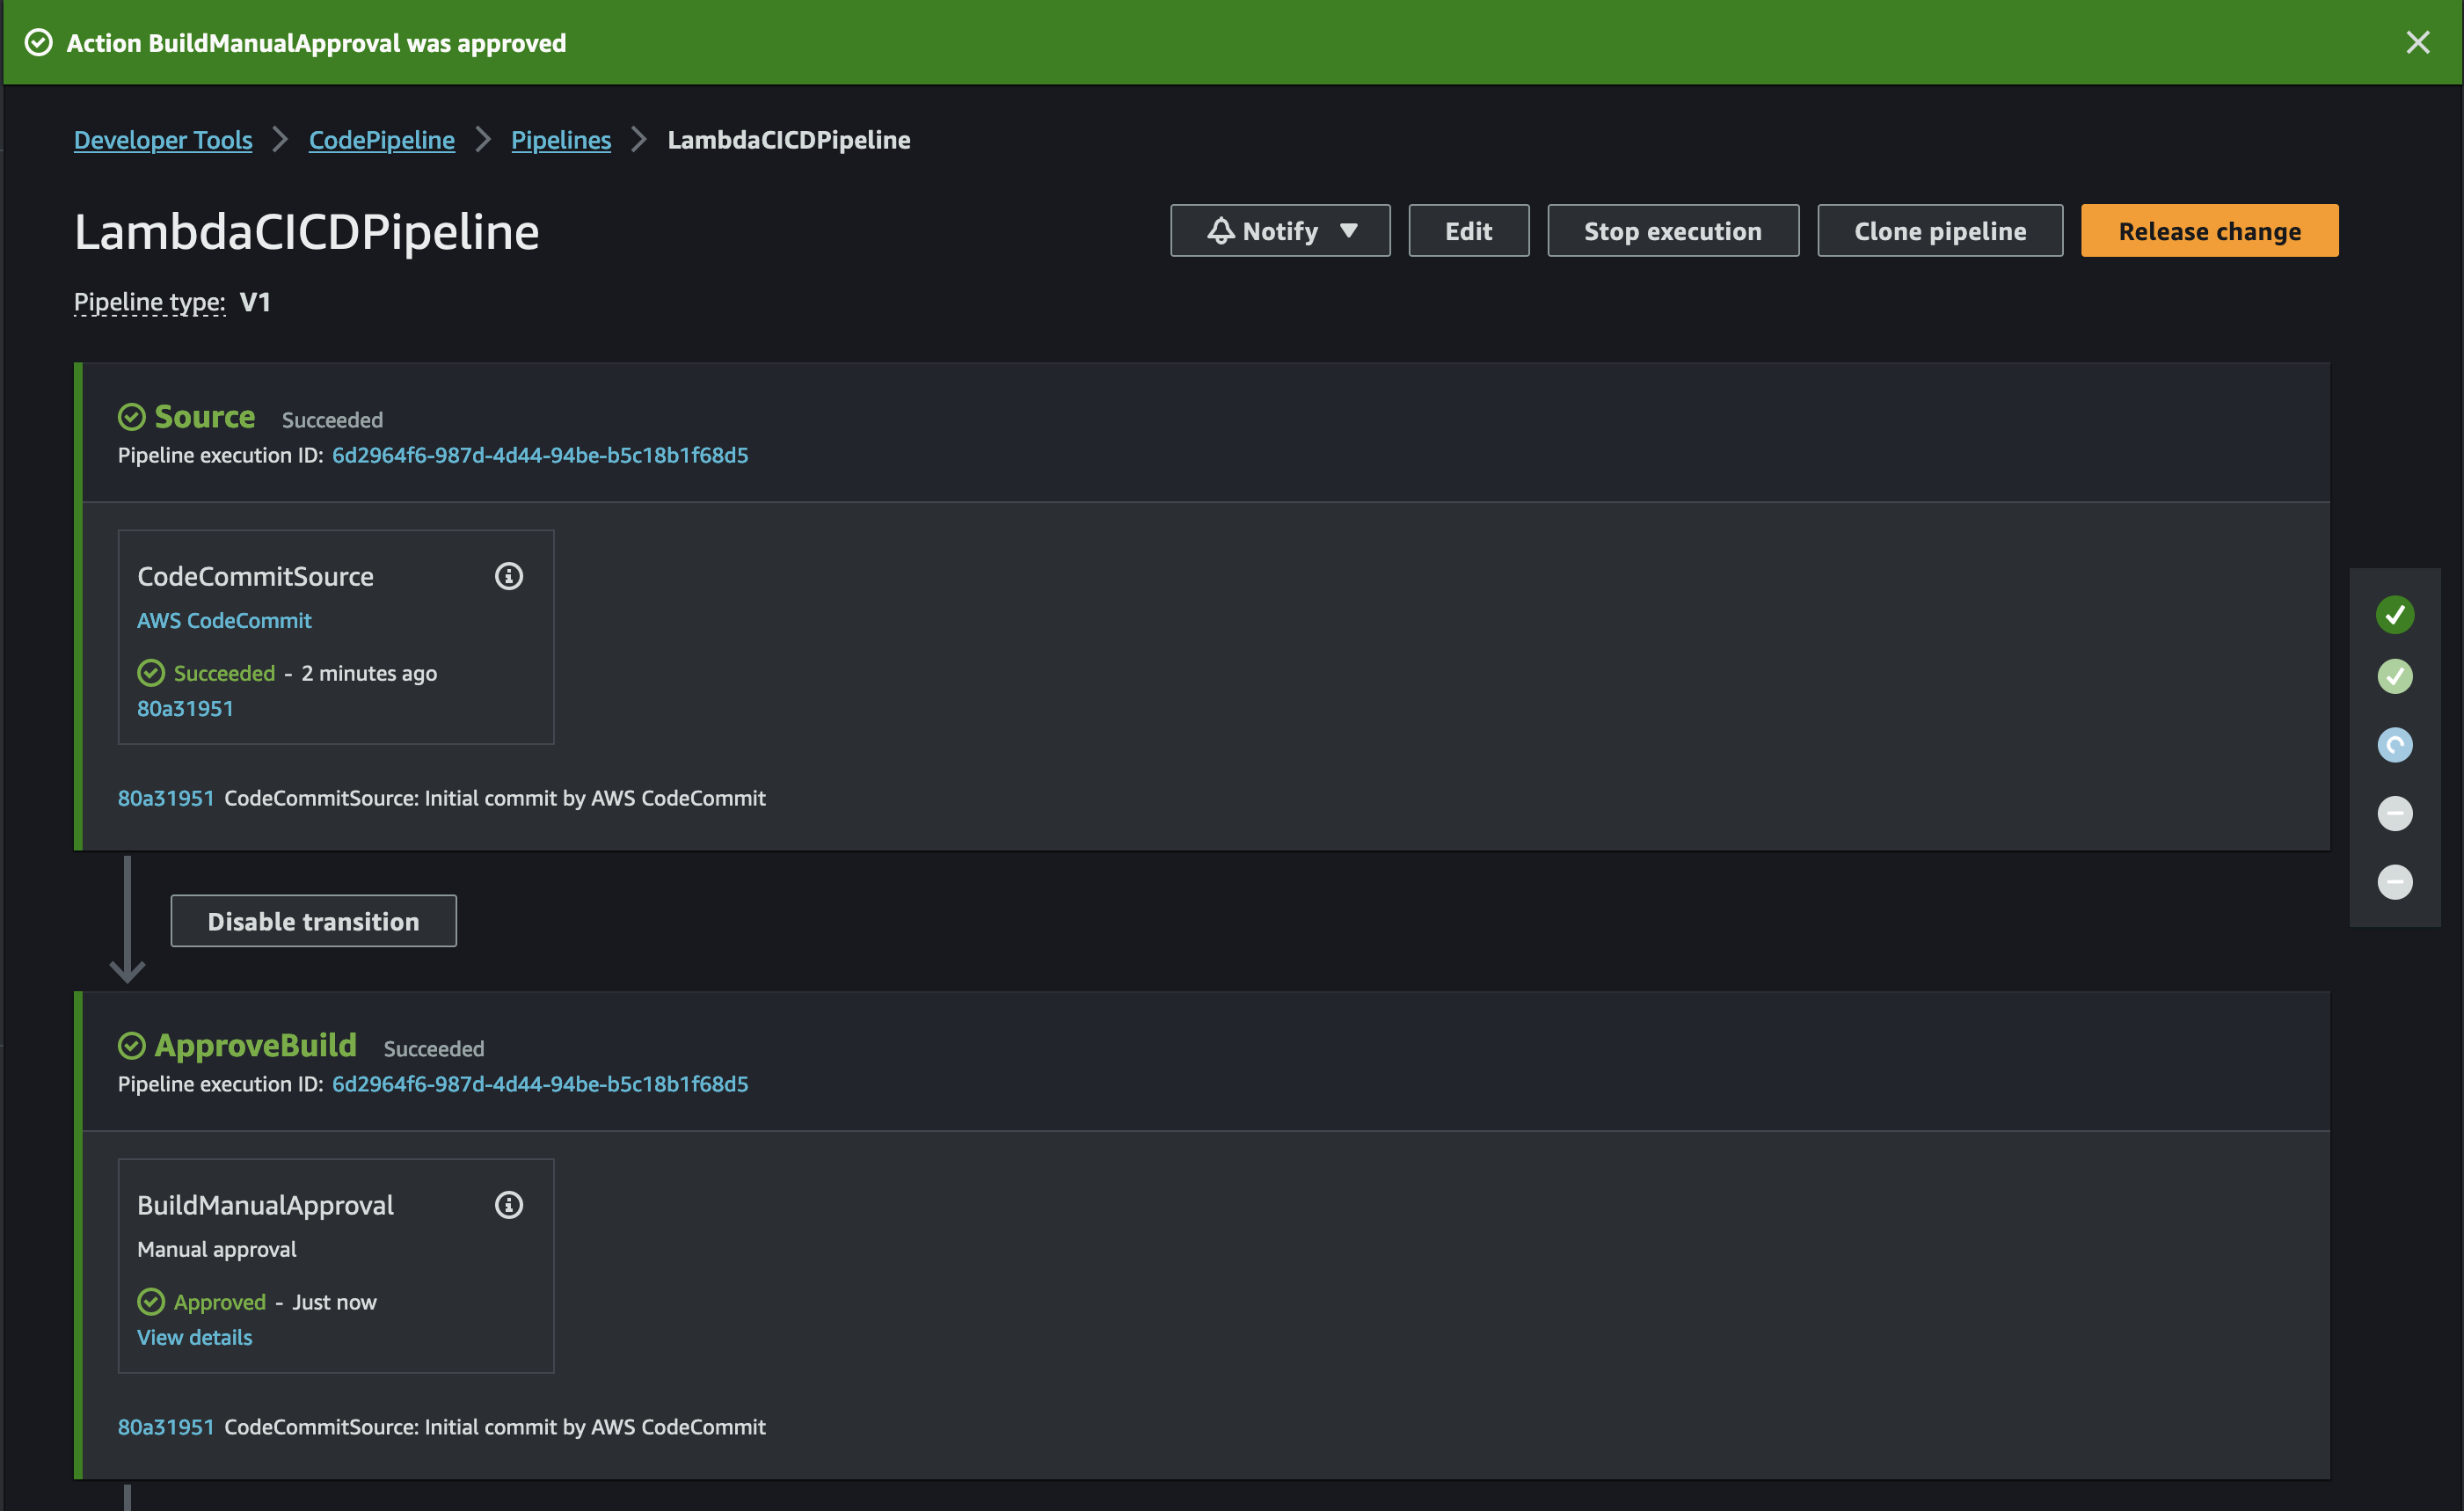 Action BuildManualApproval was approved
Developer Tools CodePipeline Pipelines LambdaCICDPipeline
LambdaCICDPipeline
Notify Edit Stop execution Clone pipeline Release change
Pipeline type: V1
Source Succeeded
Pipeline execution ID: 6d2964f6-987d-4d44-94be-b5c18b1f68d5
CodeCommitSource
AWS CodeCommit
Succeeded - 2 minutes ago
80a31951
80a31951 CodeCommitSource: Initial commit by AWS CodeCommit
Disable transition
ApproveBuild Succeeded
Pipeline execution ID: 6d2964f6-987d-4d44-94be-b5c18b1f68d5
BuildManualApproval
Manual approval
Approved - Just now
View details
80a31951 CodeCommitSource: Initial commit by AWS CodeCommit